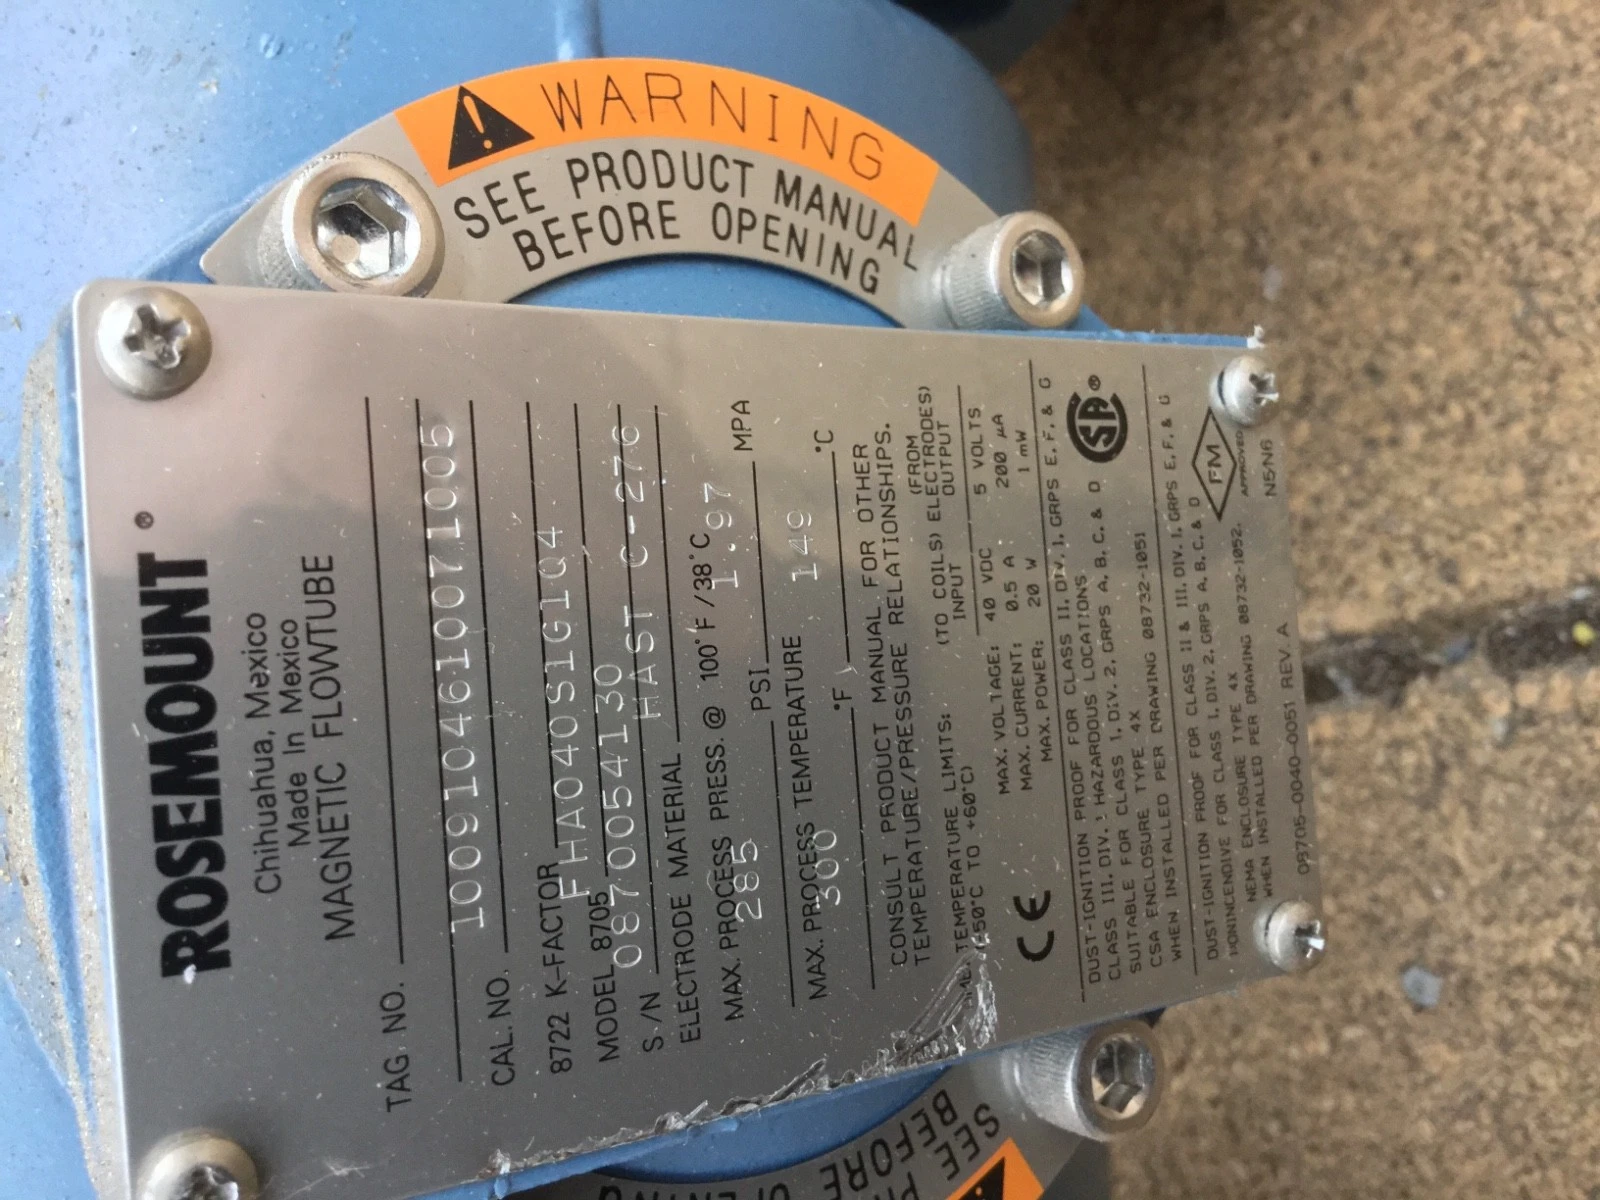 WARNING
SEE PRODUCT MANUAL
BEFORE OPENING
ROSEMOUNT ®
Chihuahua, Mexico
Made In Mexico
MAGNETIC FLOWTUBE
TAG NO.
1009104610071005
CAL. NO.
8722 K-FACTOR
FHA040S1G1Q4
MODEL 8705
0870054130
S/N
HAST C-276
ELECTRODE MATERIAL
MAX. PROCESS PRESS. @ 100°F/38°C
285 PSI 1.97 MPA
MAX. PROCESS TEMPERATURE
300 °F 149 °C
CONSULT PRODUCT MANUAL FOR OTHER
TEMPERATURE/PRESSURE RELATIONSHIPS.
TEMPERATURE LIMITS:
50°C TO +60°C)
(TO COILS) INPUT
(FROM ELECTRODES) OUTPUT
MAX. VOLTAGE: 40 VDC 5 VOLTS
MAX. CURRENT: 0.5 A 200 µA
MAX. POWER: 20 W 1 mW
CE
DUST-IGNITION PROOF FOR CLASS II, DIV. 1, GRPS E, F, & G
CLASS III, DIV. 1 HAZARDOUS LOCATIONS
SUITABLE FOR CLASS 1, DIV. 2, GRPS A, B, C, & D
CSA ENCLOSURE TYPE 4X
WHEN INSTALLED PER DRAWING 08732-1051
SA ®
DUST-IGNITION PROOF FOR CLASS II & III, DIV. 1, GRPS E, F, & G
NONINCENDIVE FOR CLASS 1, DIV. 2, GRPS A, B, C, & D
NEMA ENCLOSURE TYPE 4X
WHEN INSTALLED PER DRAWING 08732-1052.
FM
APPROVED
N5N6
08705-0040-0051 REV. A
SEE
BEFORE